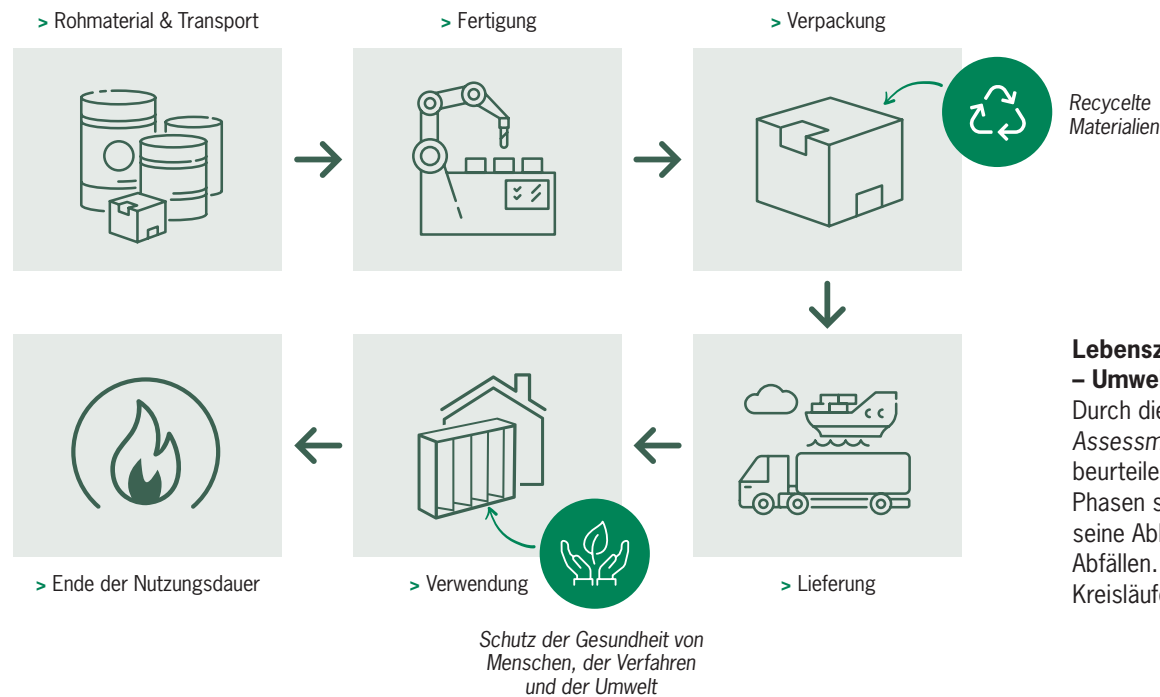 > Rohmaterial & Transport
> Fertigung
> Verpackung
Recycelte
Materialien
> Ende der Nutzungsdauer
> Verwendung
> Lieferung
Schutz der Gesundheit von
Menschen, der Verfahren
und der Umwelt
– Umwe
Durch die
Assessm
beurteile
Phasen s
seine Abl
Abfällen.
Kreisläufe